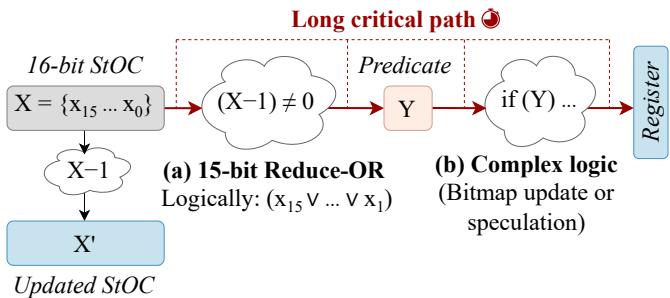 Long critical path
16-bit StOC
Predicate
X = {x₁₅ ... x₀}
(X−1) ≠ 0
Y
if (Y) ...
Register
X−1
(a) 15-bit Reduce-OR
Logically: (x₁₅ ∨ ... ∨ x₁)
(b) Complex logic
(Bitmap update or
speculation)
X'
Updated StOC